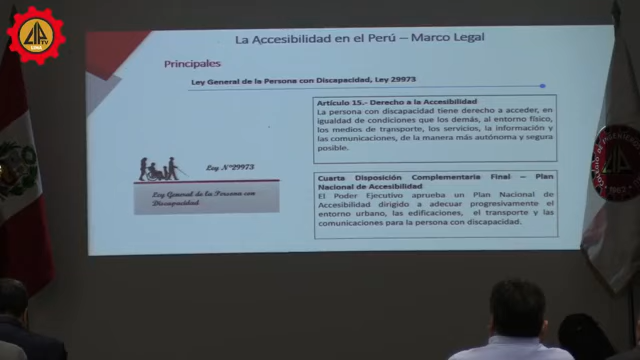 CIP TV
LIMA
La Accesibilidad en el Perú – Marco Legal
Principales
Ley General de la Persona con Discapacidad, Ley 29973
Artículo 15.- Derecho a la Accesibilidad
La persona con discapacidad tiene derecho a acceder, en
igualdad de condiciones que los demás, al entorno físico,
los medios de transporte, los servicios, la información y
las comunicaciones, de la manera más autónoma y segura
posible.
Ley N°29973
Ley General de la Persona con
Discapacidad
Cuarta Disposición Complementaria Final – Plan
Nacional de Accesibilidad
El Poder Ejecutivo aprueba un Plan Nacional de
Accesibilidad dirigido a adecuar progresivamente el
entorno urbano, las edificaciones, el transporte y las
comunicaciones para la persona con discapacidad.